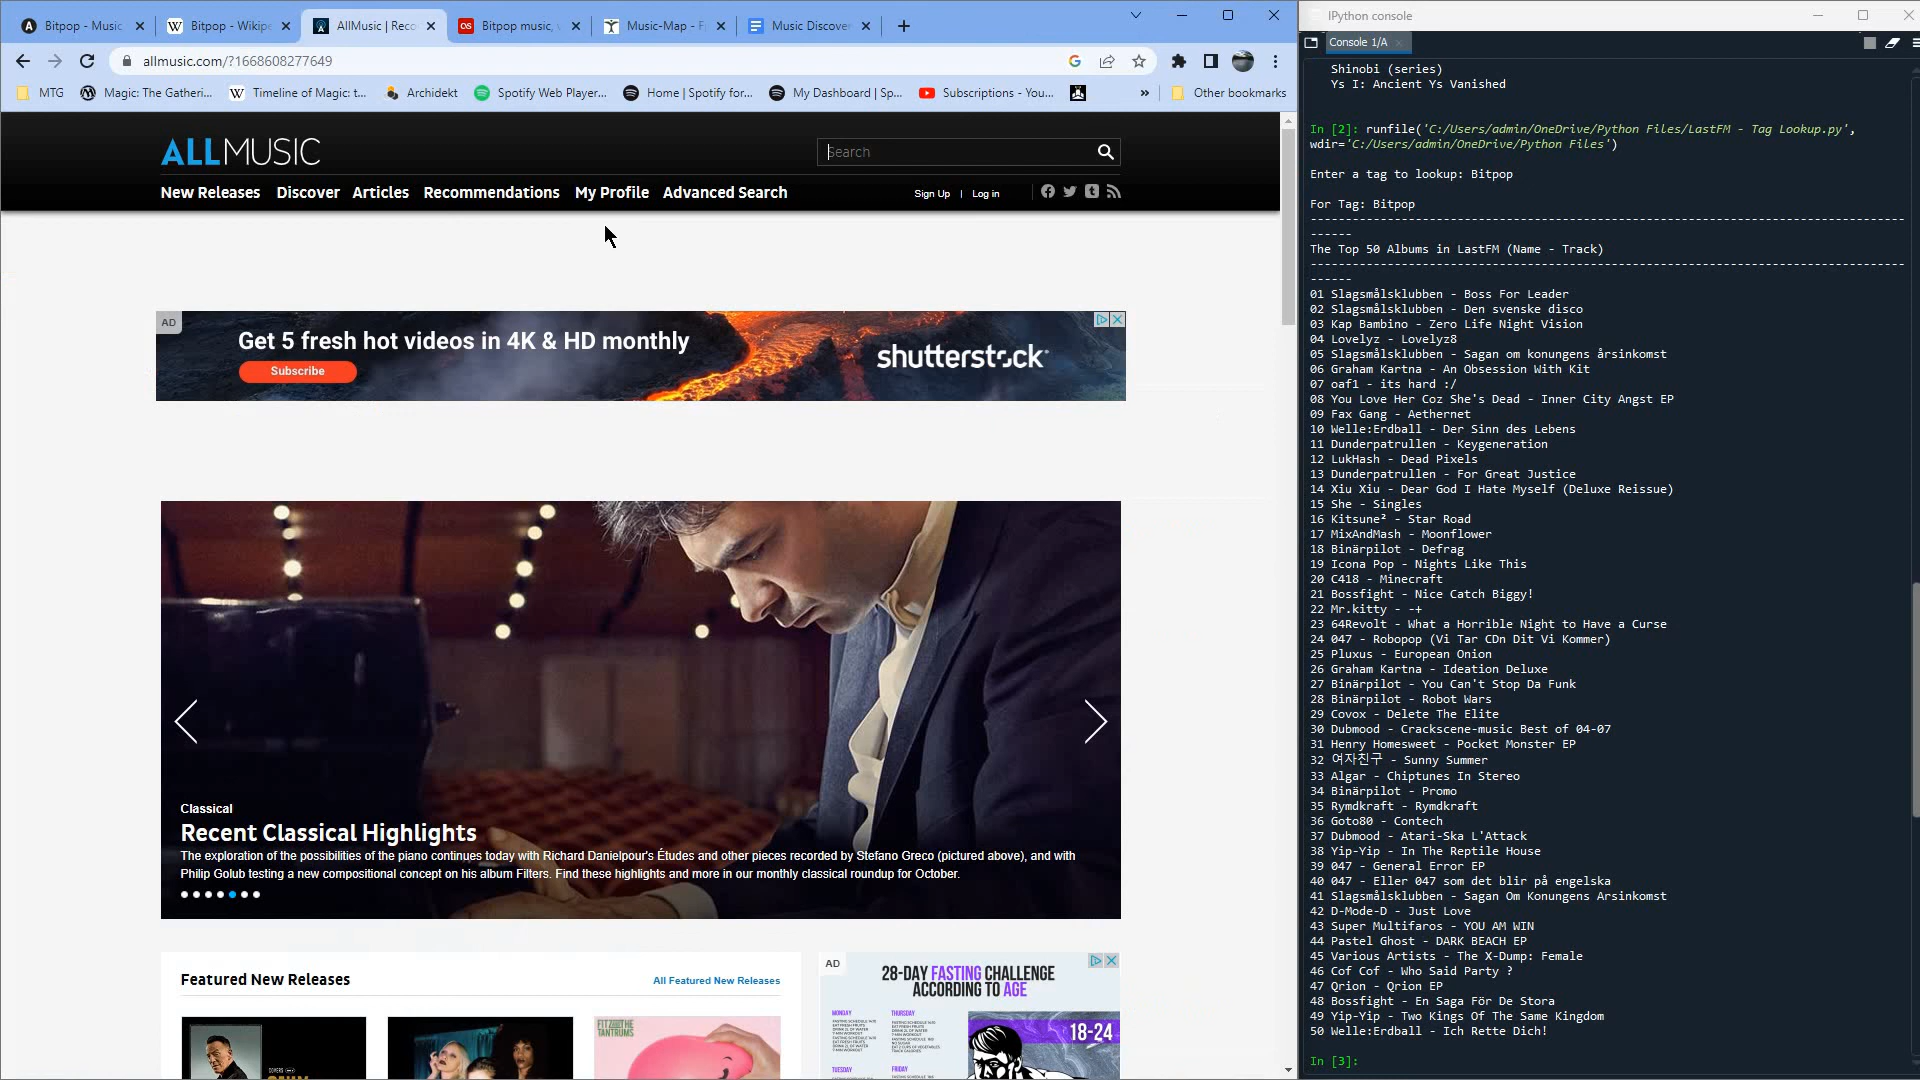 Bitpop - Music
Bitpop - Wikipe
AllMusic | Reco
Bitpop music, v
Music-Map - F
Music Discover
allmusic.com/?1668608277649
MTG
Magic: The Gatheri...
Timeline of Magic: t...
Archidekt
Spotify Web Player...
Home | Spotify for...
My Dashboard | Sp...
Subscriptions - You...
»
Other bookmarks
ALLMUSIC
Search
New Releases Discover Articles Recommendations My Profile Advanced Search
Sign Up | Log in
AD
Get 5 fresh hot videos in 4K & HD monthly
Subscribe
shutterstock
Classical
Recent Classical Highlights
The exploration of the possibilities of the piano continues today with Richard Danielpour's Études and other pieces recorded by Stefano Greco (pictured above), and with
Philip Golub testing a new compositional concept on his album Filters. Find these highlights and more in our monthly classical roundup for October.
Featured New Releases
All Featured New Releases
FITZ AND THE
TANTRUMS
AD
28-DAY FASTING CHALLENGE
ACCORDING TO AGE
MONDAY
THURSDAY
TUESDAY
FRIDAY
18-24
IPython console
Console 1/A
Shinobi (series)
Ys I: Ancient Ys Vanished
In [2]: runfile('C:/Users/admin/OneDrive/Python Files/LastFM - Tag Lookup.py',
wdir='C:/Users/admin/OneDrive/Python Files')
Enter a tag to lookup: Bitpop
For Tag: Bitpop
The Top 50 Albums in LastFM (Name - Track)
01 Slagsmålsklubben - Boss For Leader
02 Slagsmålsklubben - Den svenske disco
03 Kap Bambino - Zero Life Night Vision
04 Lovelyz - Lovelyz8
05 Slagsmålsklubben - Sagan om konungens årsinkomst
06 Graham Kartna - An Obsession With Kit
07 oaf1 - its hard :/
08 You Love Her Coz She's Dead - Inner City Angst EP
09 Fax Gang - Aethernet
10 Welle:Erdball - Der Sinn des Lebens
11 Dunderpatrullen - Keygeneration
12 LukHash - Dead Pixels
13 Dunderpatrullen - For Great Justice
14 Xiu Xiu - Dear God I Hate Myself (Deluxe Reissue)
15 She - Singles
16 Kitsune² - Star Road
17 MixAndMash - Moonflower
18 Binärpilot - Defrag
19 Icona Pop - Nights Like This
20 C418 - Minecraft
21 Bossfight - Nice Catch Biggy!
22 Mr.kitty - -+
23 64Revolt - What a Horrible Night to Have a Curse
24 047 - Robopop (Vi Tar CDn Dit Vi Kommer)
25 Pluxus - European Onion
26 Graham Kartna - Ideation Deluxe
27 Binärpilot - You Can't Stop Da Funk
28 Binärpilot - Robot Wars
29 Covox - Delete The Elite
30 Dubmood - Crackscene-music Best of 04-07
31 Henry Homesweet - Pocket Monster EP
32 여자친구 - Sunny Summer
33 Algar - Chiptunes In Stereo
34 Binärpilot - Promo
35 Rymdkraft - Rymdkraft
36 Goto80 - Contech
37 Dubmood - Atari-Ska L'Attack
38 Yip-Yip - In The Reptile House
39 047 - General Error EP
40 047 - Eller 047 som det blir på engelska
41 Slagsmålsklubben - Sagan Om Konungens Arsinkomst
42 D-Mode-D - Just Love
43 Super Multifaros - YOU AM WIN
44 Pastel Ghost - DARK BEACH EP
45 Various Artists - The X-Dump: Female
46 Cof Cof - Who Said Party ?
47 Qrion - Qrion EP
48 Bossfight - En Saga För De Stora
49 Yip-Yip - Two Kings Of The Same Kingdom
50 Welle:Erdball - Ich Rette Dich!
In [3]: